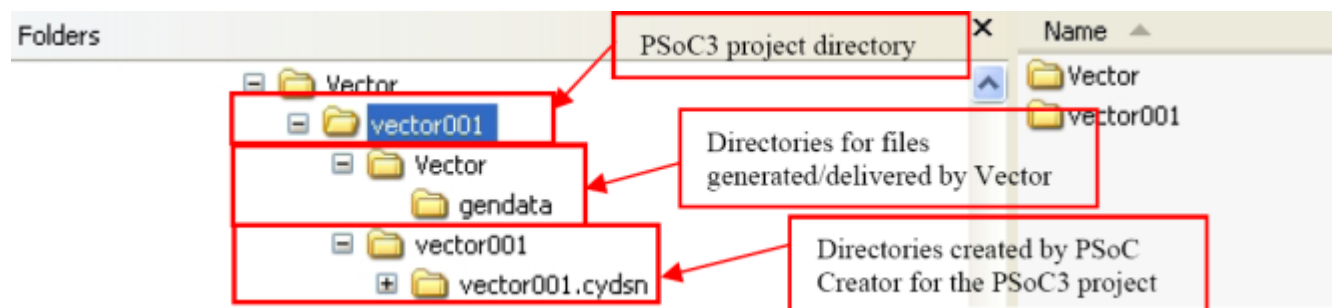 Folders
PSoC3 project directory
×
Name
Vector
Vector
vector001
vector001
Directories for files
generated/delivered by Vector
Vector
gendata
vector001
vector001.cydsn
Directories created by PSoC
Creator for the PSoC3 project